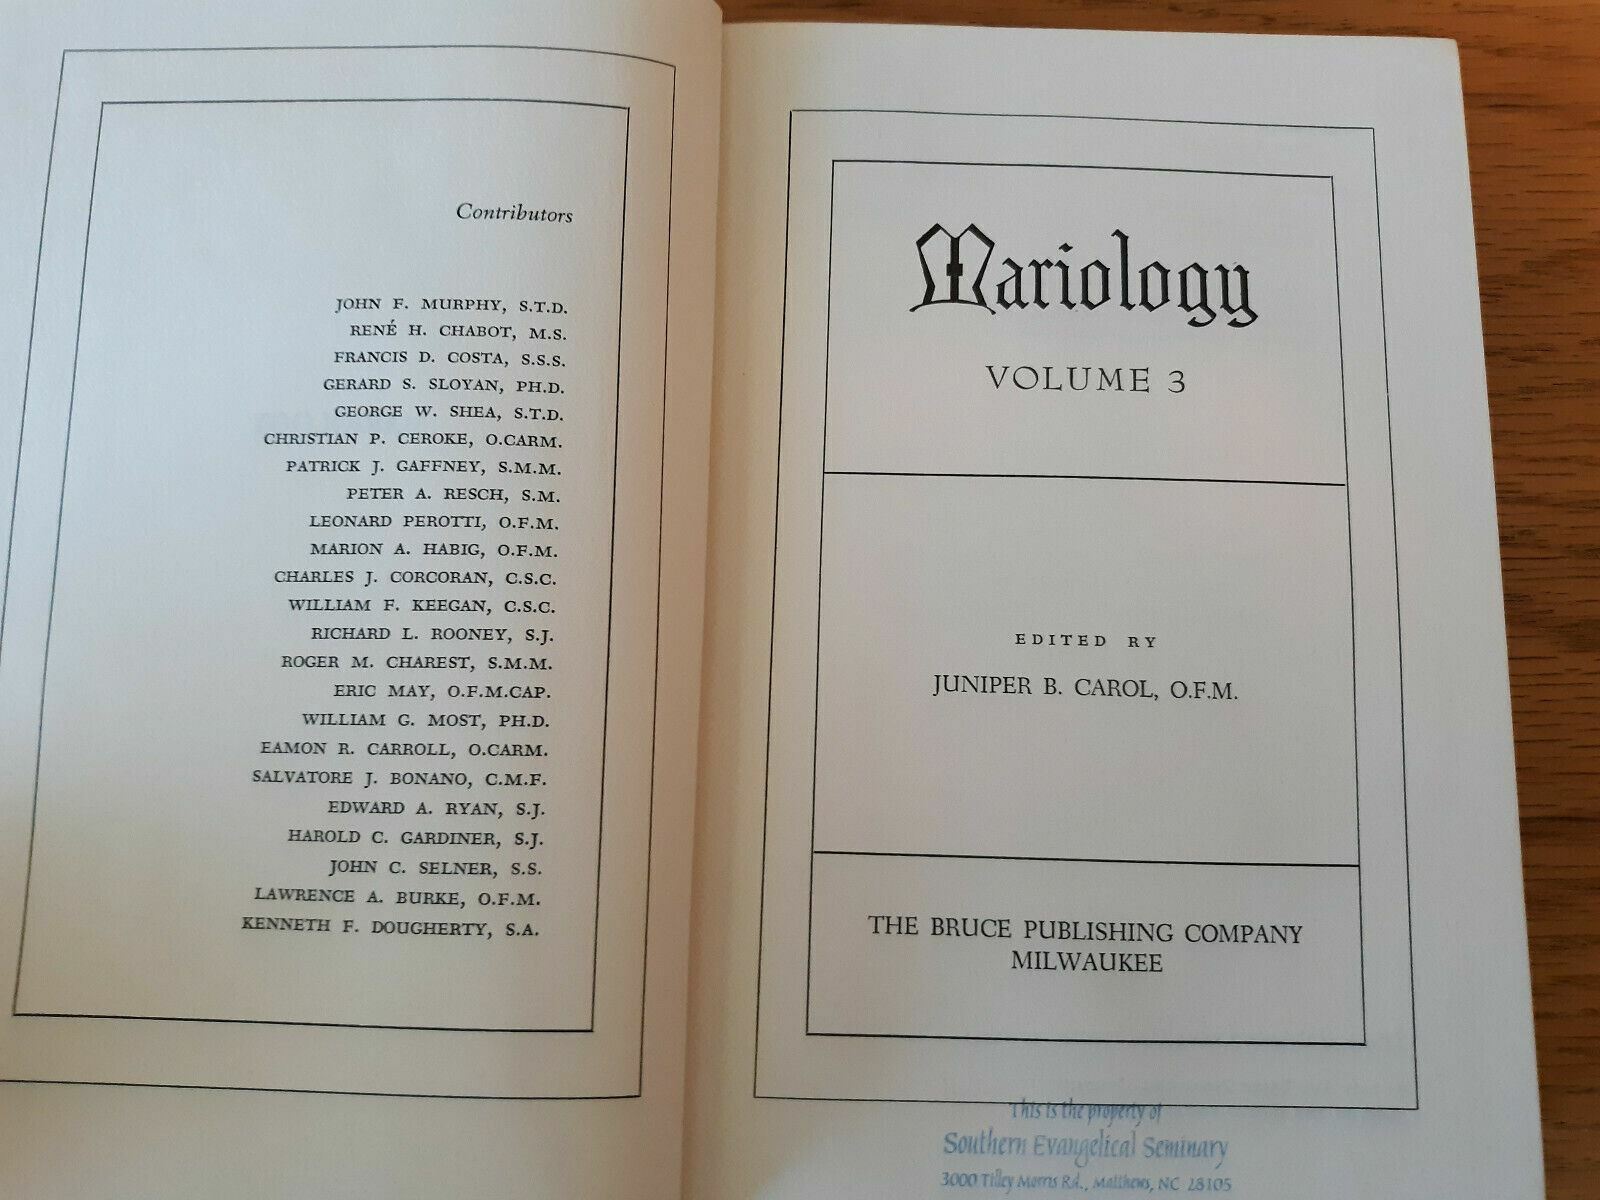 Contributors
JOHN F. MURPHY, S.T.D.
RENÉ H. CHABOT, M.S.
FRANCIS D. COSTA, S.S.S.
GERARD S. SLOYAN, PH.D.
GEORGE W. SHEA, S.T.D.
CHRISTIAN P. CEROKE, O.CARM.
PATRICK J. GAFFNEY, S.M.M.
PETER A. RESCH, S.M.
LEONARD PEROTTI, O.F.M.
MARION A. HABIG, O.F.M.
CHARLES J. CORCORAN, C.S.C.
WILLIAM F. KEEGAN, C.S.C.
RICHARD L. ROONEY, S.J.
ROGER M. CHAREST, S.M.M.
ERIC MAY, O.F.M.CAP.
WILLIAM G. MOST, PH.D.
EAMON R. CARROLL, O.CARM.
SALVATORE J. BONANO, C.M.F.
EDWARD A. RYAN, S.J.
HAROLD C. GARDINER, S.J.
JOHN C. SELNER, S.S.
LAWRENCE A. BURKE, O.F.M.
KENNETH F. DOUGHERTY, S.A.
Mariology
VOLUME 3
EDITED BY
JUNIPER B. CAROL, O.F.M.
THE BRUCE PUBLISHING COMPANY
MILWAUKEE
This is the property of
Southern Evangelical Seminary
3000 Tilley Morris Rd., Matthews, NC 28105